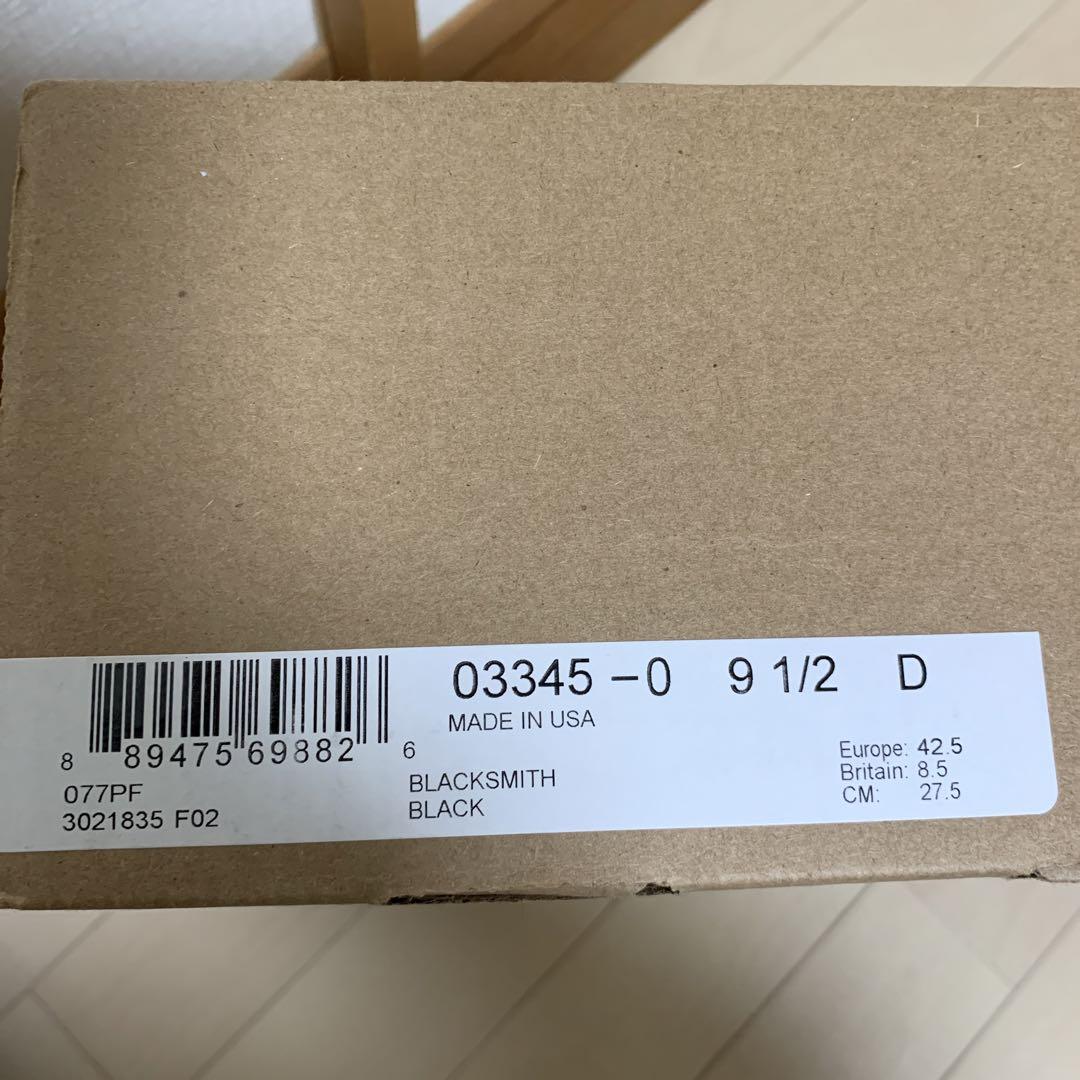 03345 –0 9 1/2 D
MADE IN USA
8 89475 69882 6
077PF
3021835 F02
BLACKSMITH
BLACK
Europe: 42.5
Britain: 8.5
CM: 27.5